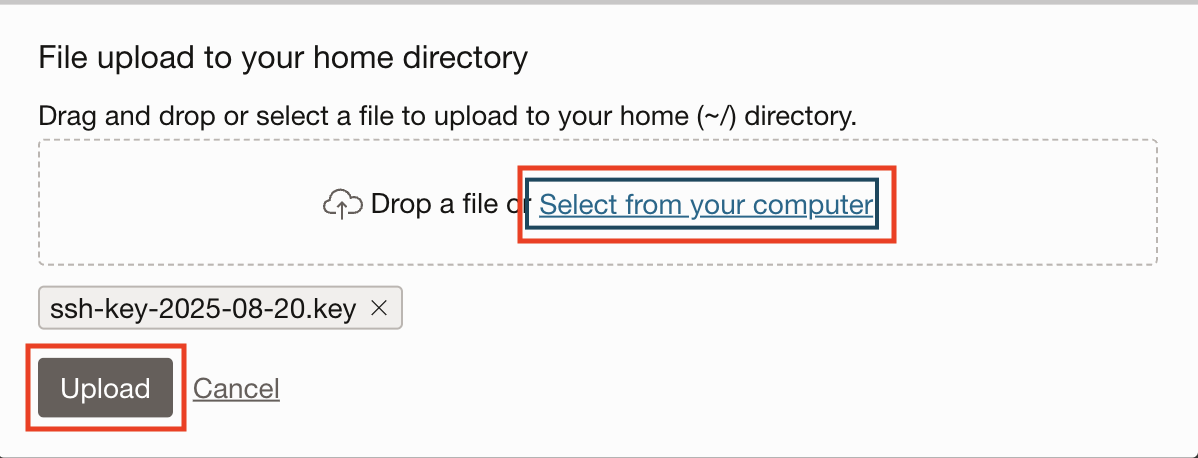 File upload to your home directory
Drag and drop or select a file to upload to your home (~/) directory.
Drop a file or Select from your computer
ssh-key-2025-08-20.key ×
Upload Cancel